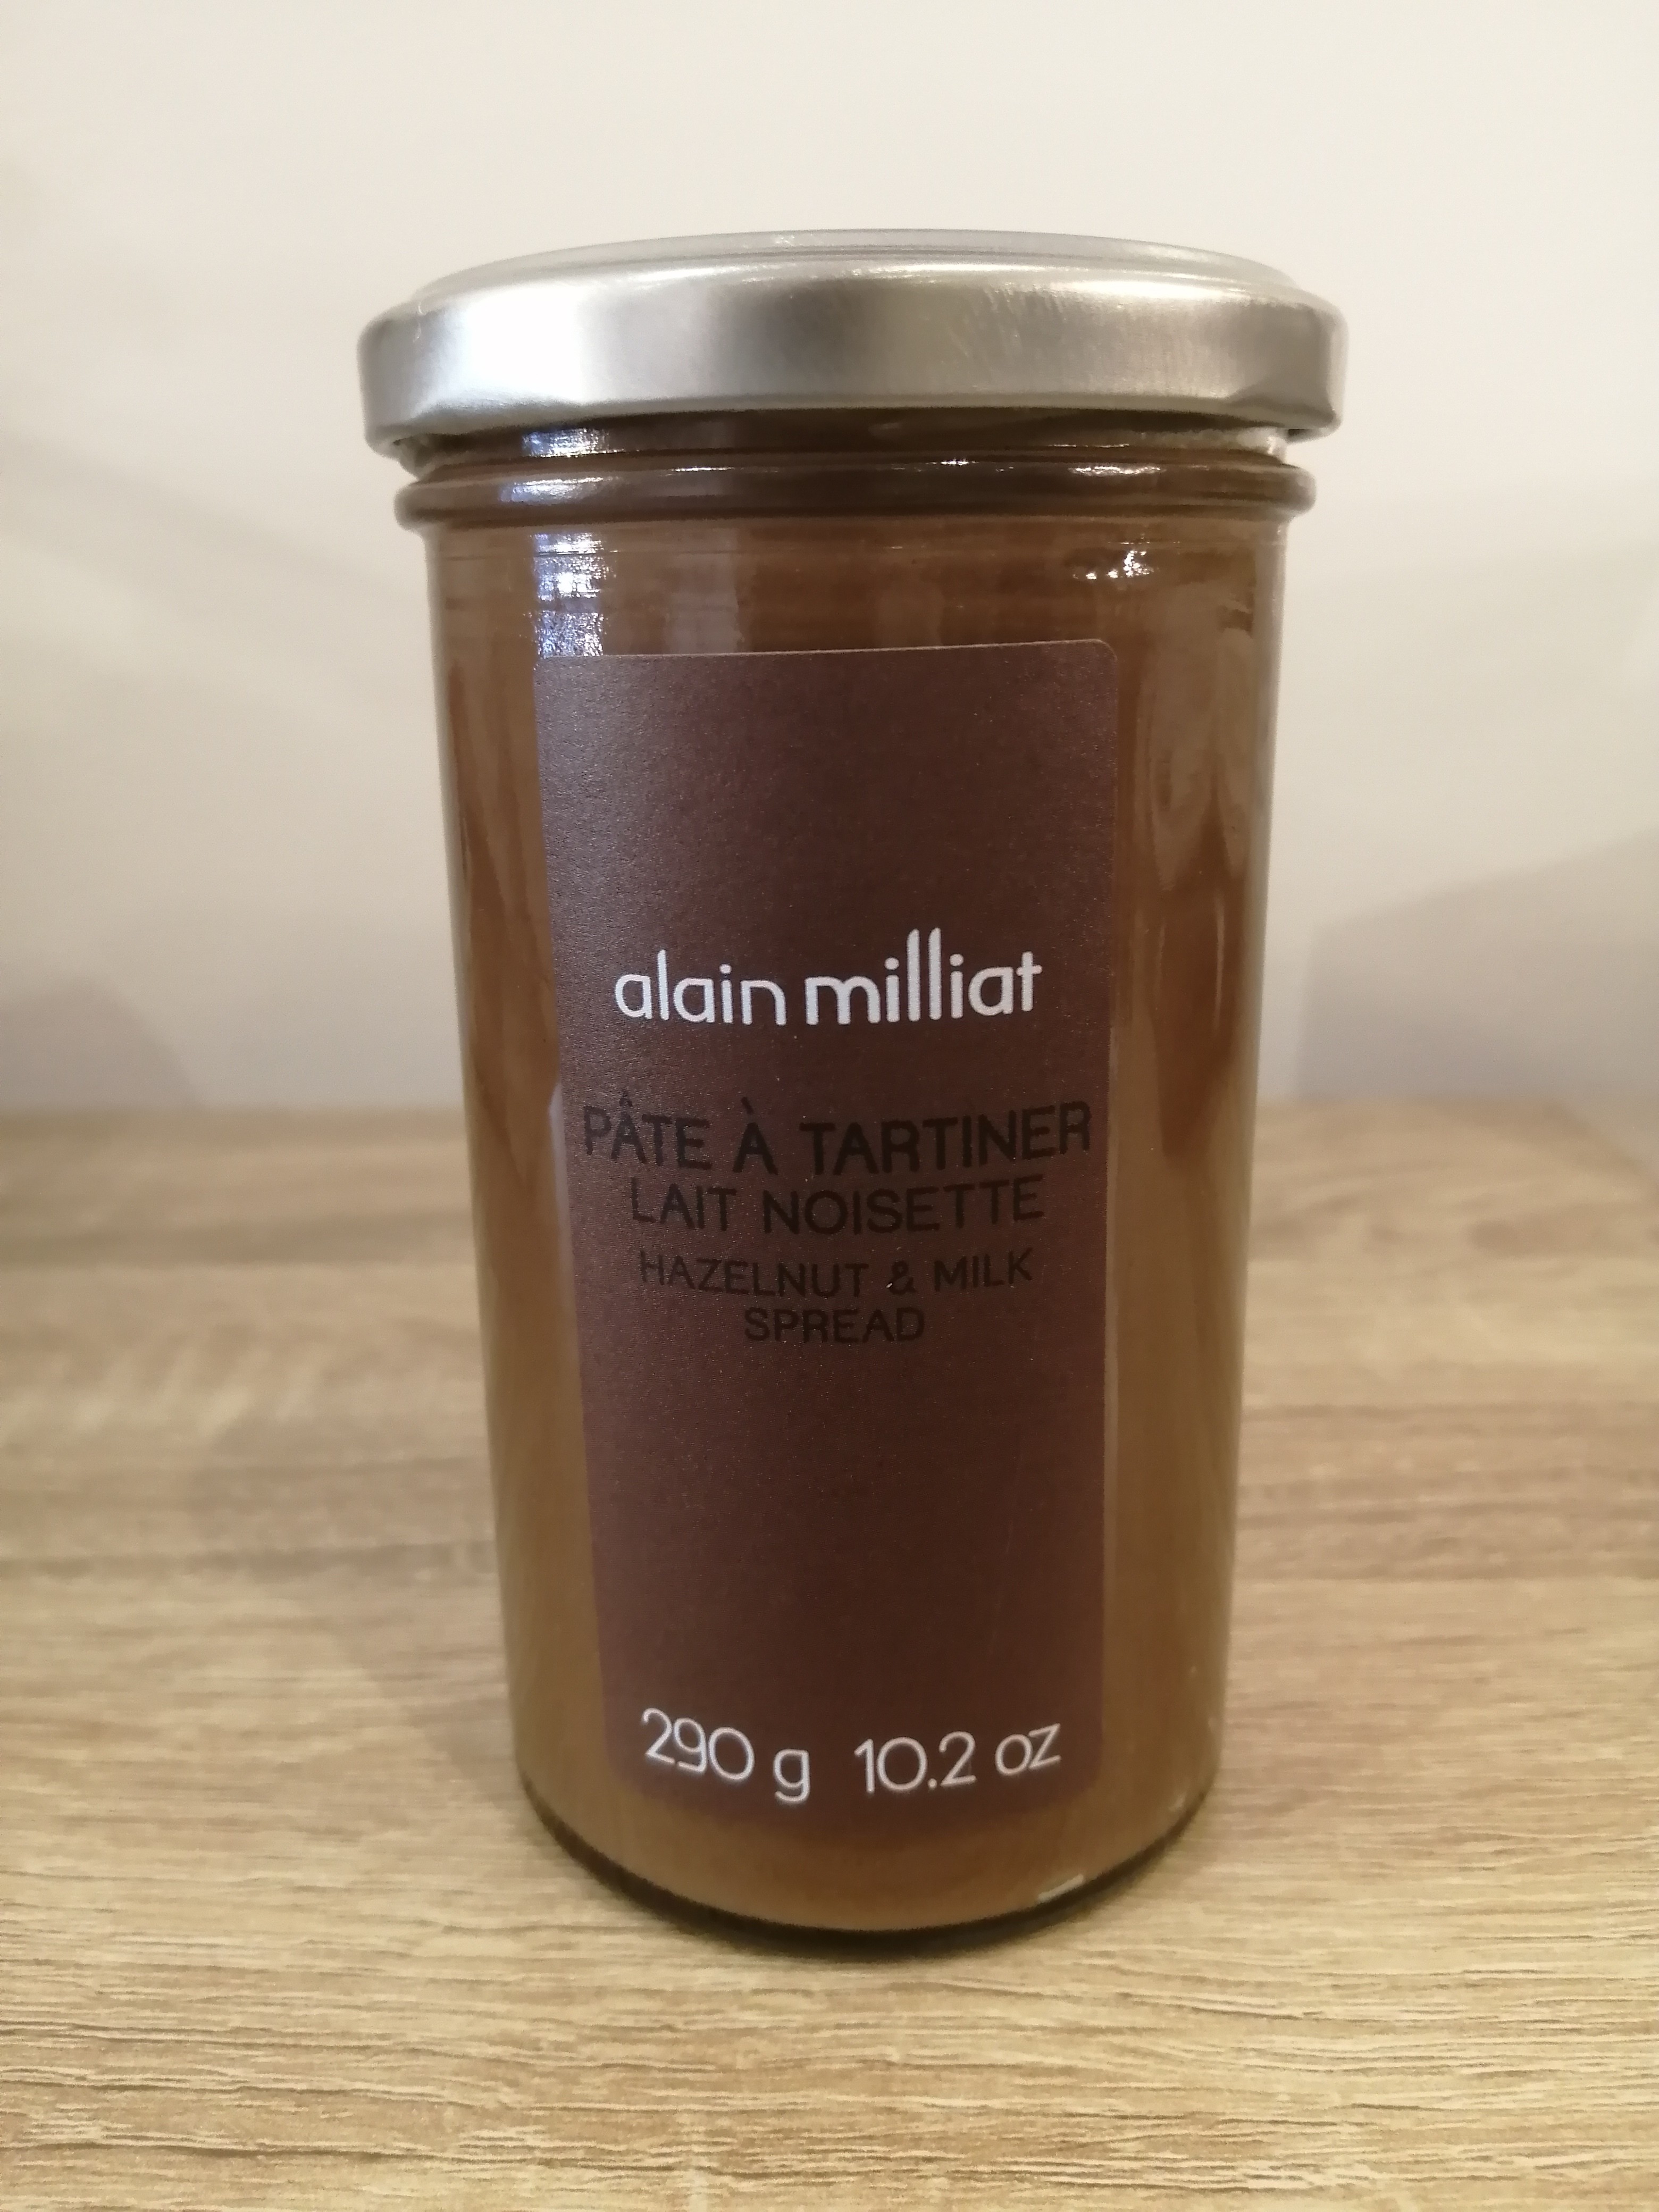 alain milliat
PÂTE À TARTINER
LAIT NOISETTE
HAZELNUT & MILK
SPREAD
290 g 10.2 oz